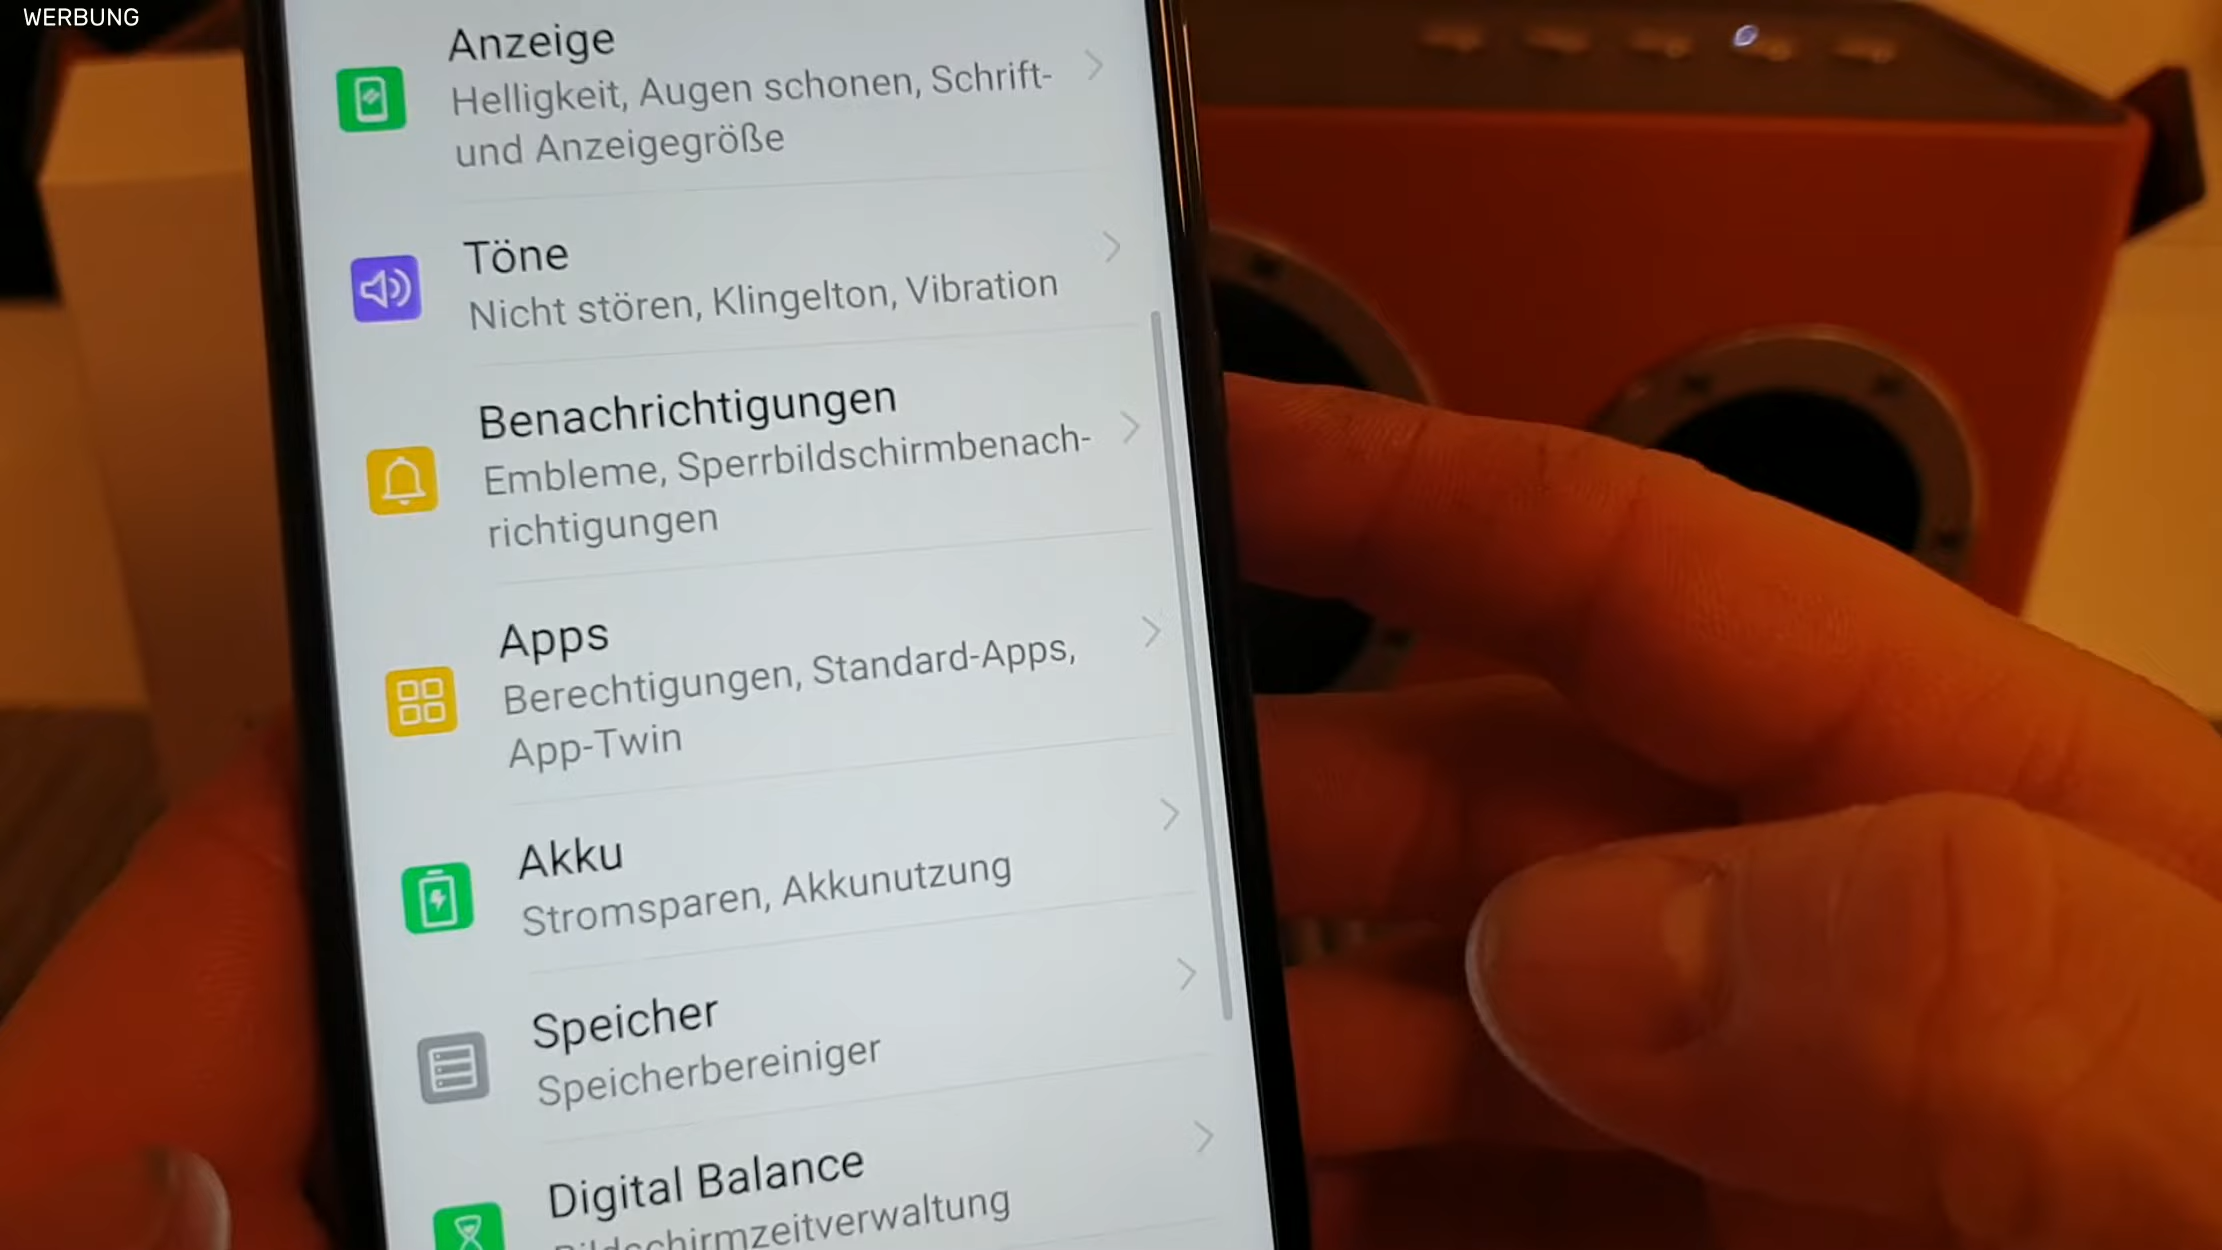 WERBUNG
Anzeige
Helligkeit, Augen schonen, Schrift-
und Anzeigegröße
Töne
Nicht stören, Klingelton, Vibration
Benachrichtigungen
Embleme, Sperrbildschirmbenach-
richtigungen
Apps
Berechtigungen, Standard-Apps,
App-Twin
Akku
Stromsparen, Akkunutzung
Speicher
Speicherbereiniger
Digital Balance
Bildschirmzeitverwaltung